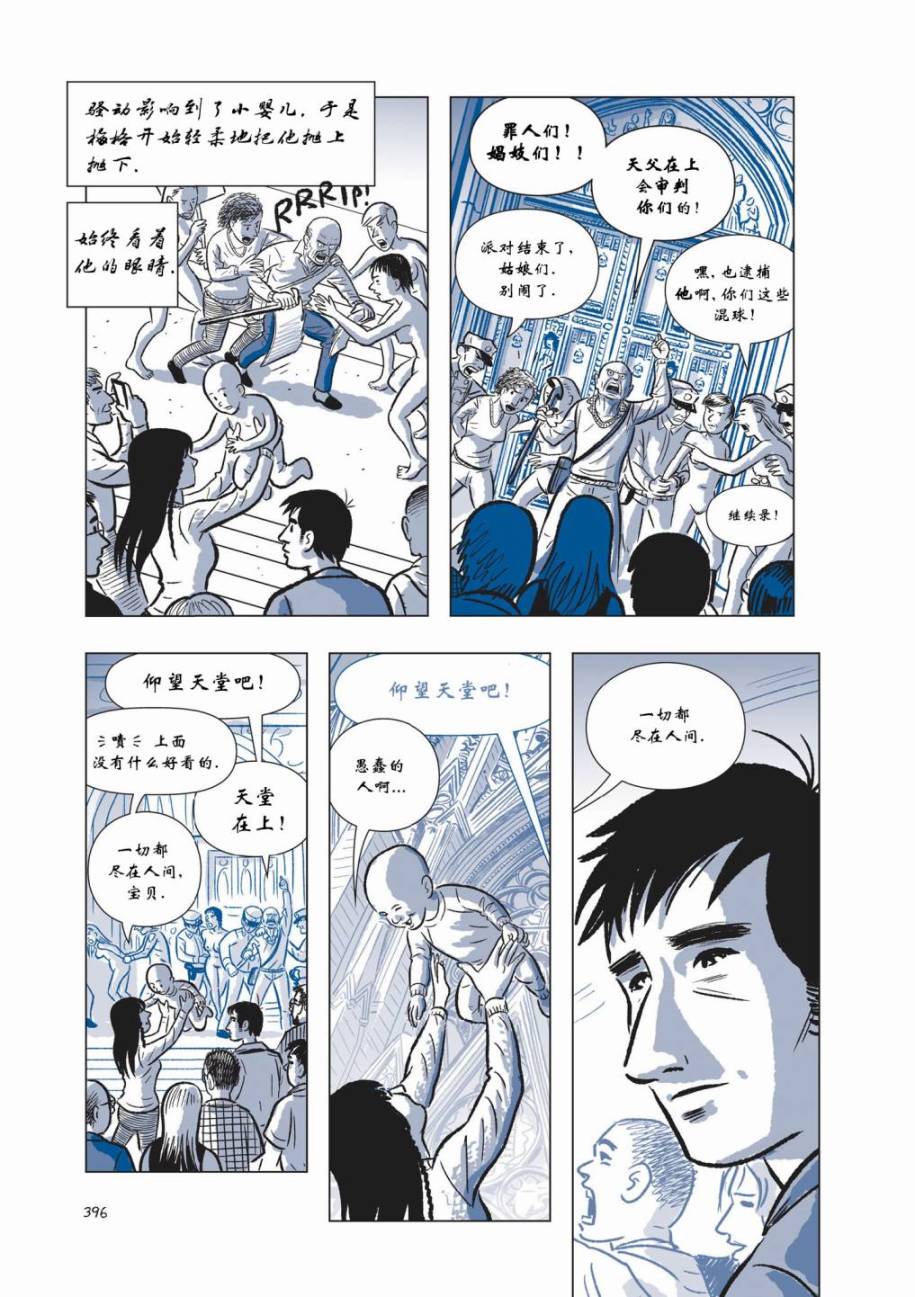 骚动影响到了小婴儿，于是
梅格开始轻柔地把他抛上
抛下.
始终看着
他的眼睛.
RRRIP!
罪人们！
娼妓们！！
天父在上
会审判
你们的！
派对结束了，
姑娘们.
别闹了.
嘿，也逮捕
他啊，你们这些
混球！
继续录！
仰望天堂吧！
啧 上面
没有什么好看的.
天堂
在上！
一切都
尽在人间，
宝贝.
仰望天堂吧！
愚蠢的
人啊...
一切都
尽在人间.
396